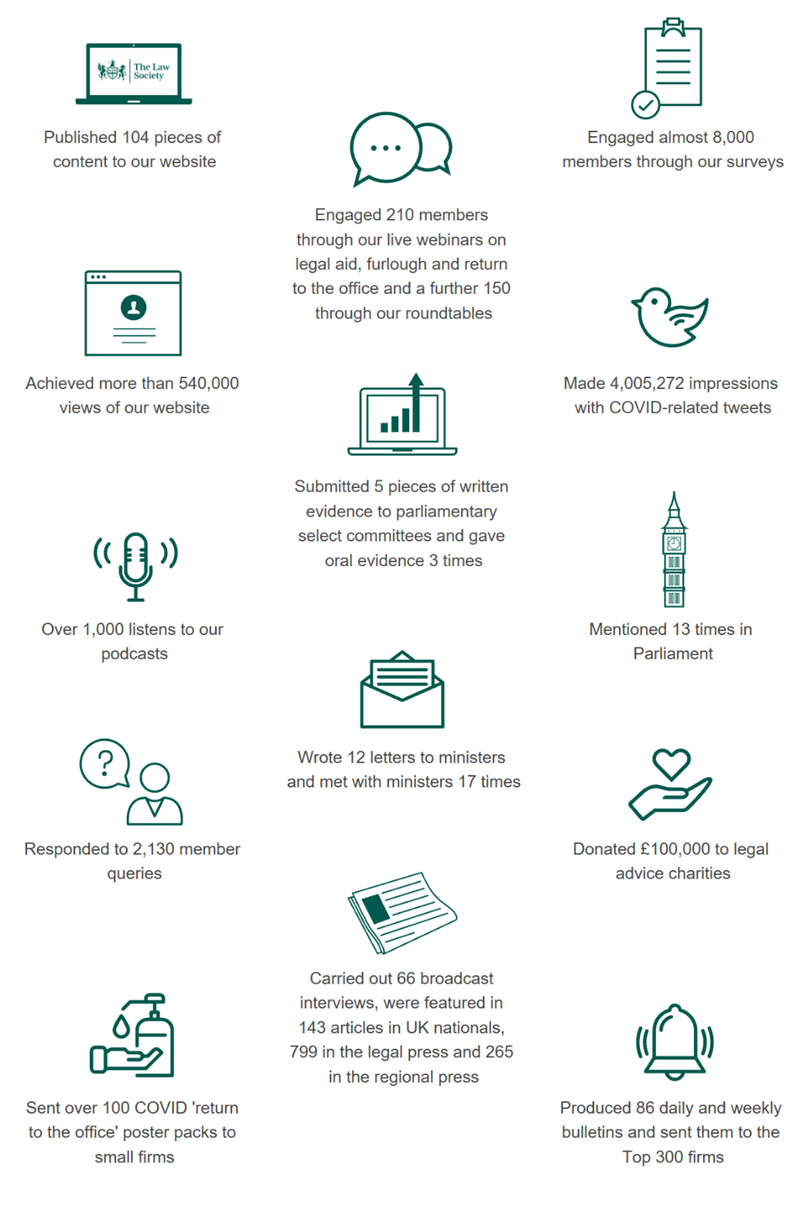 The Law
Society
Published 104 pieces of
content to our website
Engaged almost 8,000
members through our surveys
Engaged 210 members
through our live webinars on
legal aid, furlough and return
to the office and a further 150
through our roundtables
Achieved more than 540,000
views of our website
Made 4,005,272 impressions
with COVID-related tweets
Submitted 5 pieces of written
evidence to parliamentary
select committees and gave
oral evidence 3 times
Over 1,000 listens to our
podcasts
Mentioned 13 times in
Parliament
Wrote 12 letters to ministers
and met with ministers 17 times
?
Responded to 2,130 member
queries
Donated £100,000 to legal
advice charities
Carried out 66 broadcast
interviews, were featured in
143 articles in UK nationals,
799 in the legal press and 265
in the regional press
Sent over 100 COVID 'return
to the office' poster packs to
small firms
Produced 86 daily and weekly
bulletins and sent them to the
Top 300 firms